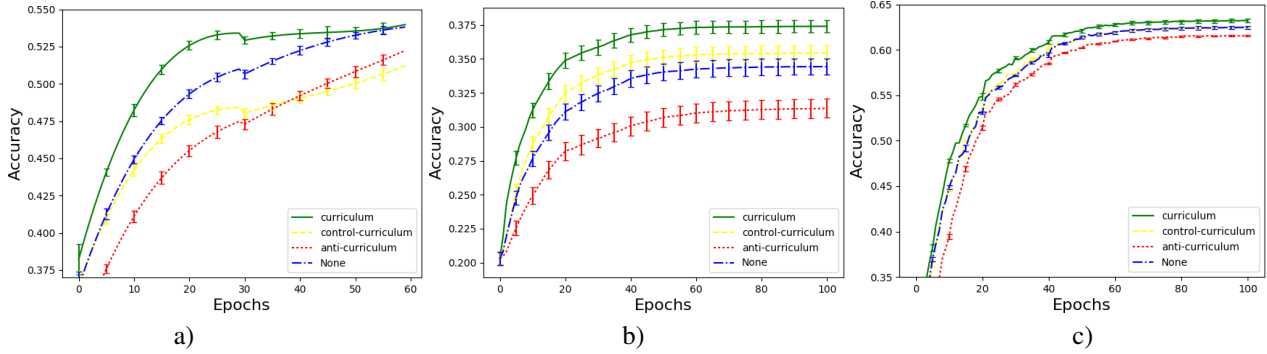 0.550
0.525
0.500
0.475
0.450
0.425
0.400
0.375
Accuracy
0 10 20 30 40 50 60
Epochs
curriculum
control-curriculum
anti-curriculum
None
a)
0.375
0.350
0.325
0.300
0.275
0.250
0.225
0.200
Accuracy
0 20 40 60 80 100
Epochs
curriculum
control-curriculum
anti-curriculum
None
b)
0.65
0.60
0.55
0.50
0.45
0.40
0.35
Accuracy
0 20 40 60 80 100
Epochs
curriculum
control-curriculum
anti-curriculum
None
c)